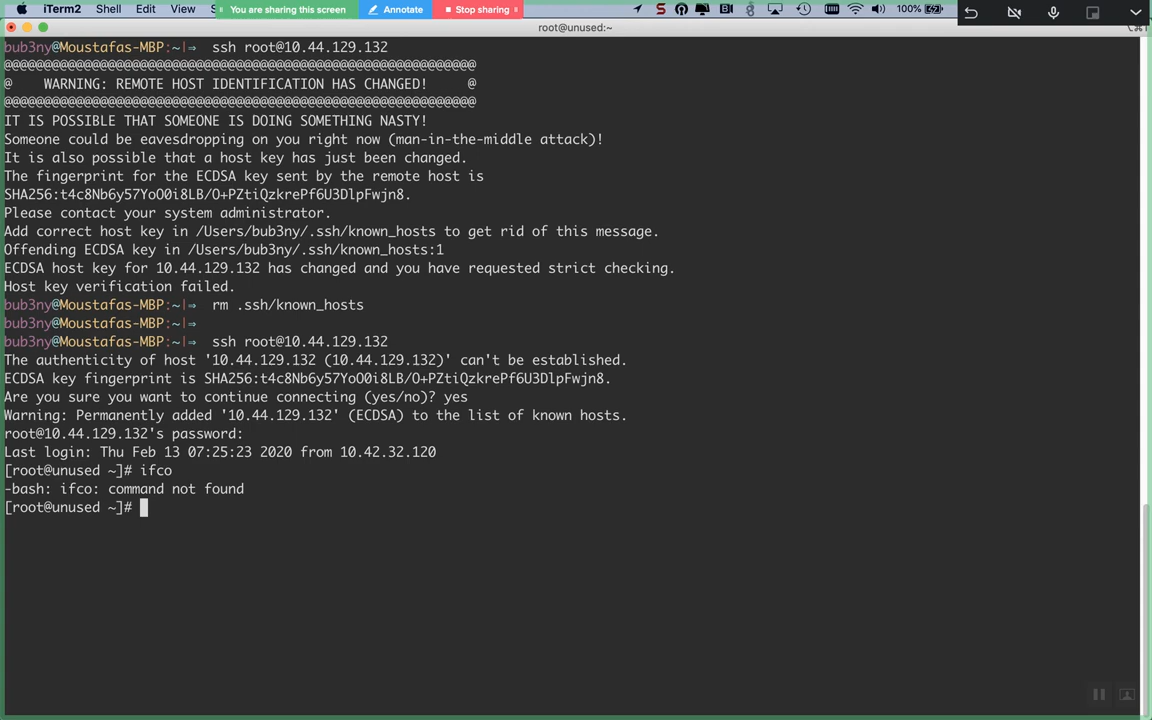 iTerm2 Shell Edit View You are sharing this screen Annotate Stop sharing 100%
root@unused:~
bub3ny@Moustafas-MBP:~|⇒  ssh root@10.44.129.132
@@@@@@@@@@@@@@@@@@@@@@@@@@@@@@@@@@@@@@@@@@@@@@@@@@@@@@@@@@@
@    WARNING: REMOTE HOST IDENTIFICATION HAS CHANGED!     @
@@@@@@@@@@@@@@@@@@@@@@@@@@@@@@@@@@@@@@@@@@@@@@@@@@@@@@@@@@@
IT IS POSSIBLE THAT SOMEONE IS DOING SOMETHING NASTY!
Someone could be eavesdropping on you right now (man-in-the-middle attack)!
It is also possible that a host key has just been changed.
The fingerprint for the ECDSA key sent by the remote host is
SHA256:t4c8Nb6y57YoO0i8LB/O+PZtiQzkrePf6U3DlpFwjn8.
Please contact your system administrator.
Add correct host key in /Users/bub3ny/.ssh/known_hosts to get rid of this message.
Offending ECDSA key in /Users/bub3ny/.ssh/known_hosts:1
ECDSA host key for 10.44.129.132 has changed and you have requested strict checking.
Host key verification failed.
bub3ny@Moustafas-MBP:~|⇒  rm .ssh/known_hosts
bub3ny@Moustafas-MBP:~|⇒
bub3ny@Moustafas-MBP:~|⇒  ssh root@10.44.129.132
The authenticity of host '10.44.129.132 (10.44.129.132)' can't be established.
ECDSA key fingerprint is SHA256:t4c8Nb6y57YoO0i8LB/O+PZtiQzkrePf6U3DlpFwjn8.
Are you sure you want to continue connecting (yes/no)? yes
Warning: Permanently added '10.44.129.132' (ECDSA) to the list of known hosts.
root@10.44.129.132's password:
Last login: Thu Feb 13 07:25:23 2020 from 10.42.32.120
[root@unused ~]# ifco
-bash: ifco: command not found
[root@unused ~]#